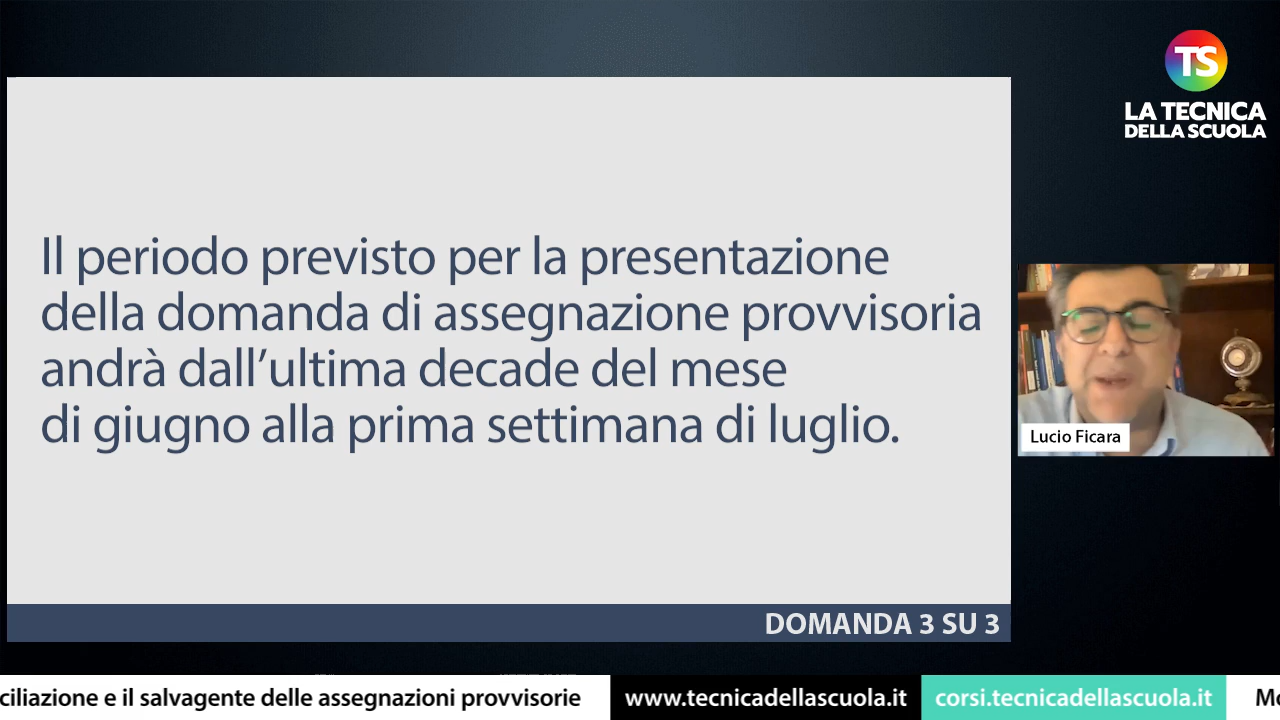 TS
LA TECNICA
DELLA SCUOLA
Il periodo previsto per la presentazione
della domanda di assegnazione provvisoria
andrà dall’ultima decade del mese
di giugno alla prima settimana di luglio.
Lucio Ficara
DOMANDA 3 SU 3
ciliazione e il salvagente delle assegnazioni provvisorie
www.tecnicadellascuola.it
corsi.tecnicadellascuola.it